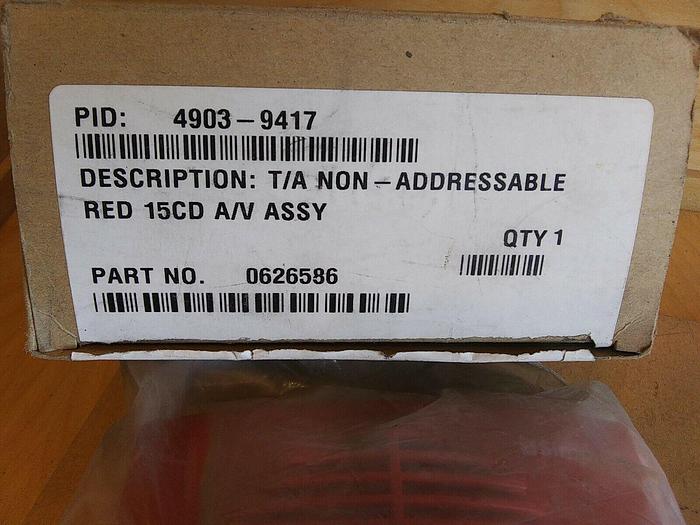 PID: 4903-9417
DESCRIPTION: T/A NON-ADDRESSABLE
RED 15CD A/V ASSY
QTY 1
PART NO. 0626586